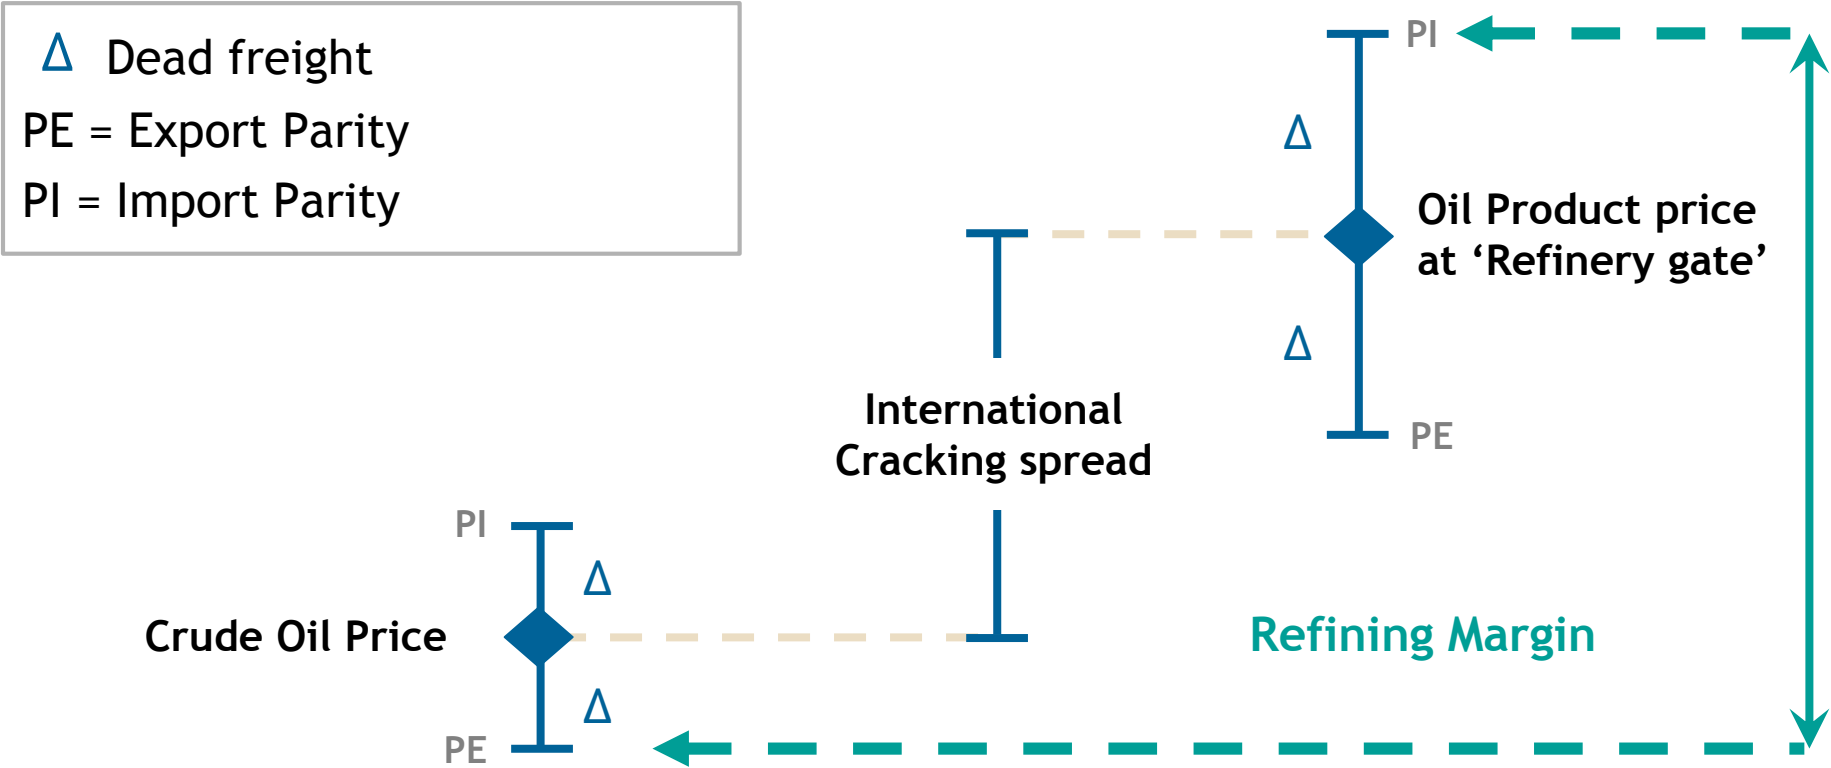 Δ Dead freight
PE = Export Parity
PI = Import Parity
PI
Δ
Oil Product price
at ‘Refinery gate’
Δ
PE
International
Cracking spread
PI
Δ
Crude Oil Price
Refining Margin
Δ
PE